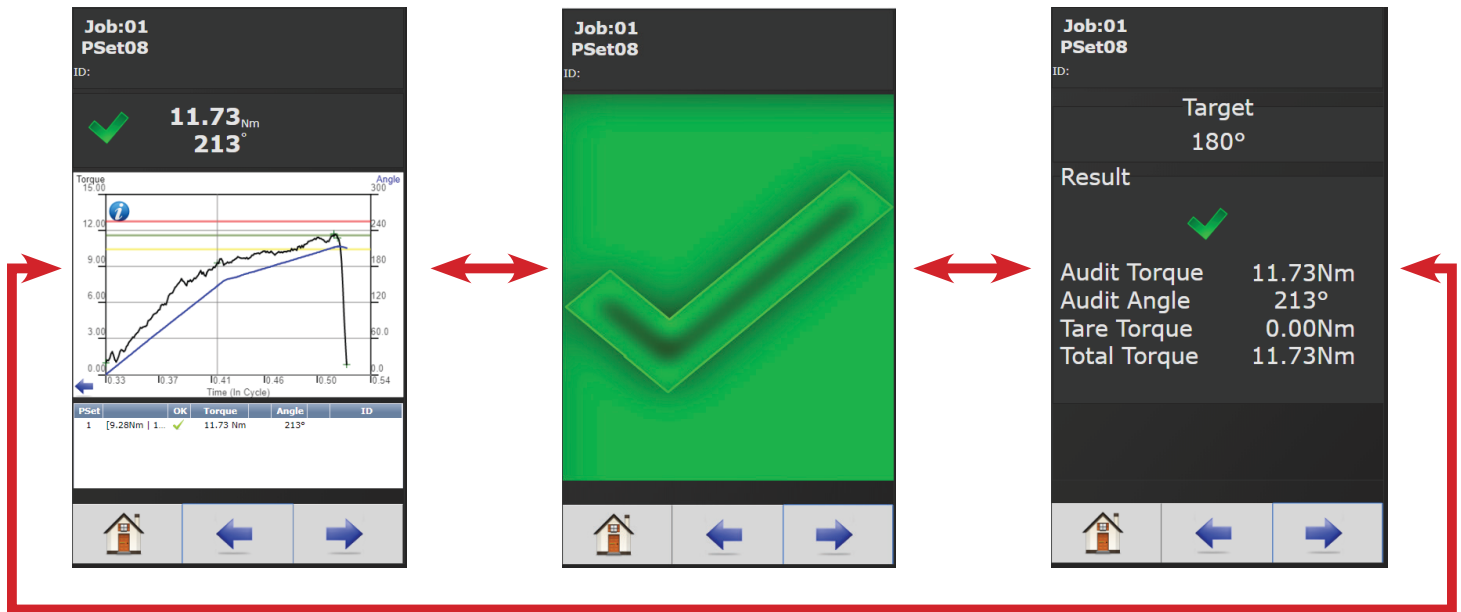 Job:01
PSet08
ID:
11.73Nm
213°
Torque Angle
15.00 300
12.00 240
9.00 180
6.00 120
3.00 60.0
0.00 0.0
0.33 0.37 0.41 0.46 0.50 0.54
Time (In Cycle)
PSet OK Torque Angle ID
1 [9.28Nm | 1... 11.73 Nm 213°
Job:01
PSet08
ID:
Job:01
PSet08
ID:
Target
180°
Result
Audit Torque 11.73Nm
Audit Angle 213°
Tare Torque 0.00Nm
Total Torque 11.73Nm